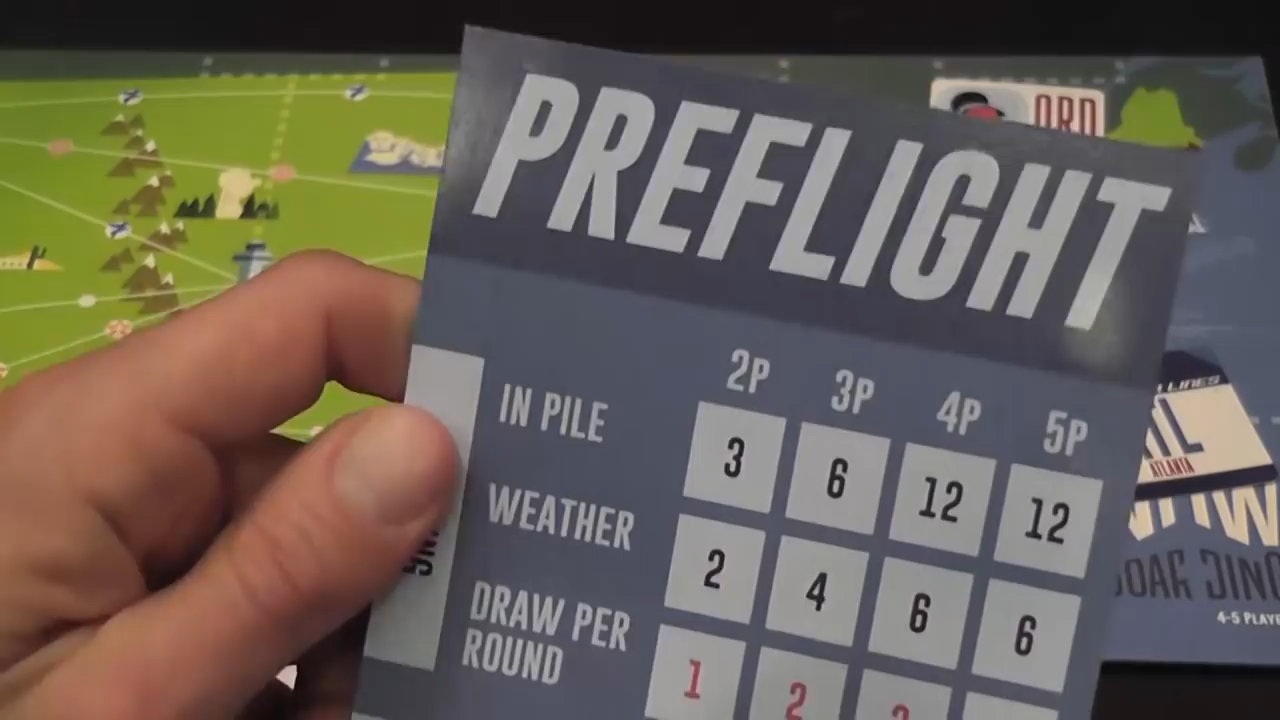 PREFLIGHT
2P 3P 4P 5P
IN PILE 3 6 12 12
WEATHER 2 4 6 6
DRAW PER
ROUND 1 2
ORD
ATLANTA
4-5